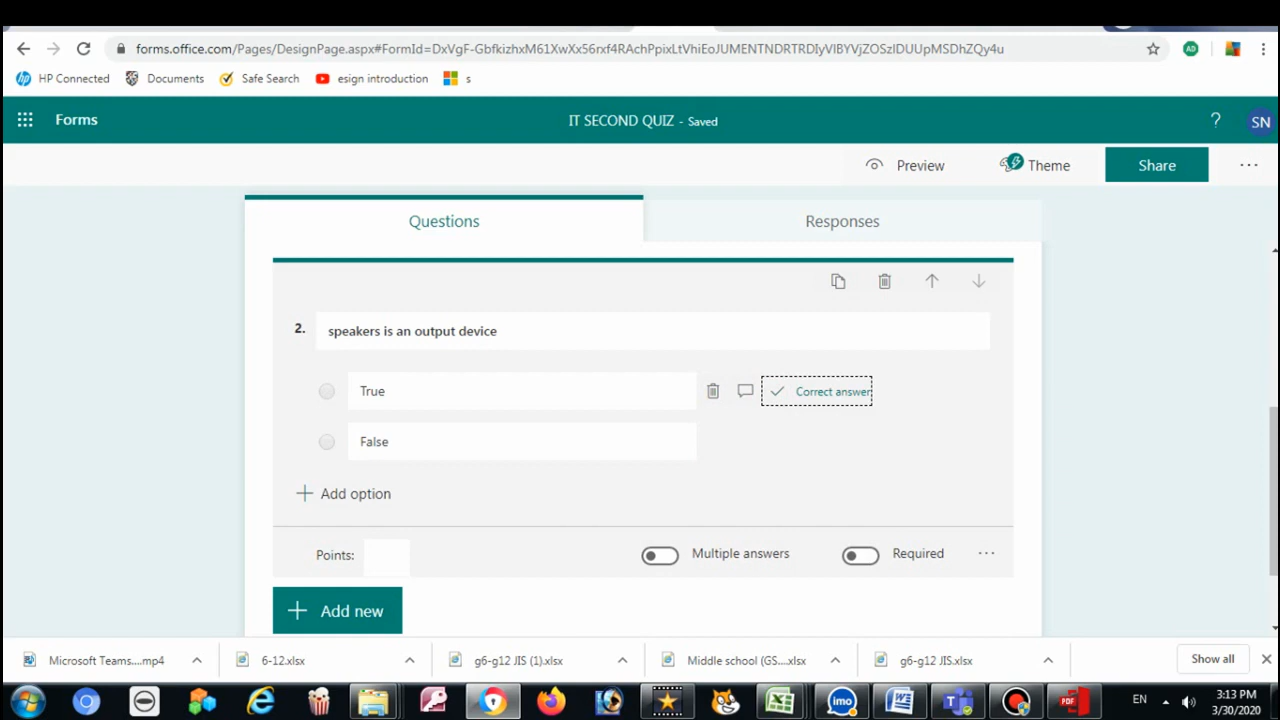 forms.office.com/Pages/DesignPage.aspx#FormId=DxVgF-GbfkizhxM61XwXx56rxf4RAchPpixLtVhiEoJUMENTNDRTRDIyVlBYVjZOSzlDUUpMSDhZQy4u
AD
HP Connected
Documents
Safe Search
esign introduction
s
Forms
IT SECOND QUIZ - Saved
?
SN
Preview
Theme
Share
Questions
Responses
2.
speakers is an output device
True
Correct answer
False
Add option
Points:
Multiple answers
Required
Add new
Microsoft Teams....mp4
6-12.xlsx
g6-g12 JIS (1).xlsx
Middle school (GS....xlsx
g6-g12 JIS.xlsx
Show all
imo
PDF
EN
3:13 PM
3/30/2020